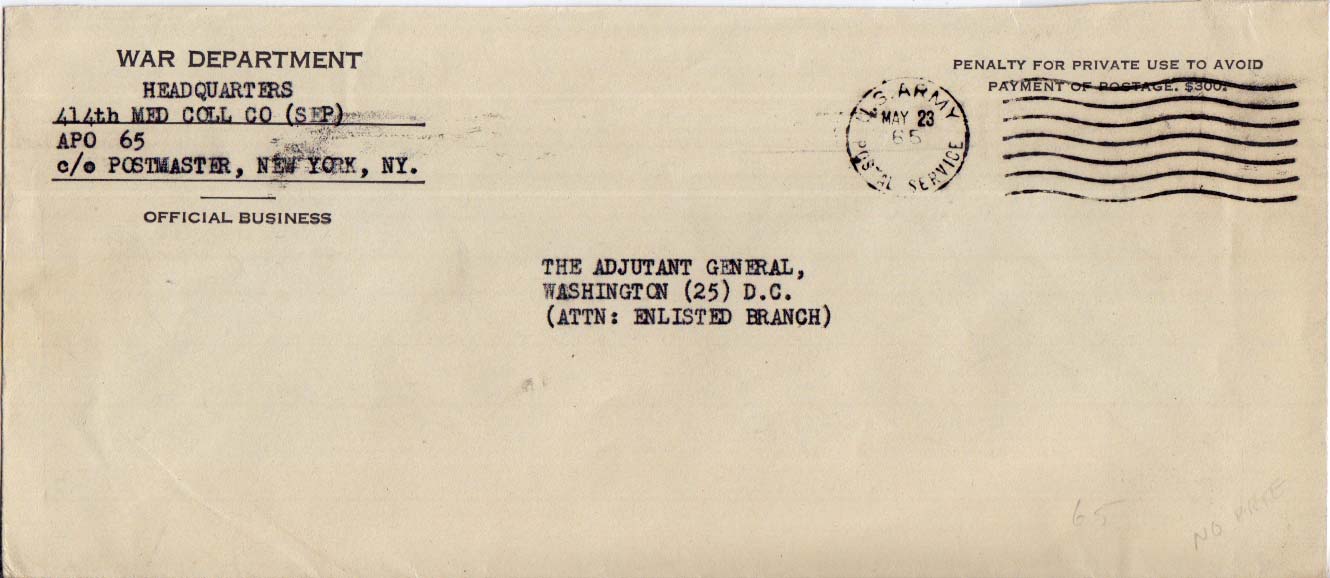 WAR DEPARTMENT
HEADQUARTERS
414th MED COLL CO (SEP)
APO 65
c/o POSTMASTER, NEW YORK, NY.
OFFICIAL BUSINESS
PENALTY FOR PRIVATE USE TO AVOID
PAYMENT OF POSTAGE. $300.
U.S. ARMY
MAY 23
65
POSTAL SERVICE
THE ADJUTANT GENERAL,
WASHINGTON (25) D.C.
(ATTN: ENLISTED BRANCH)
65
NO